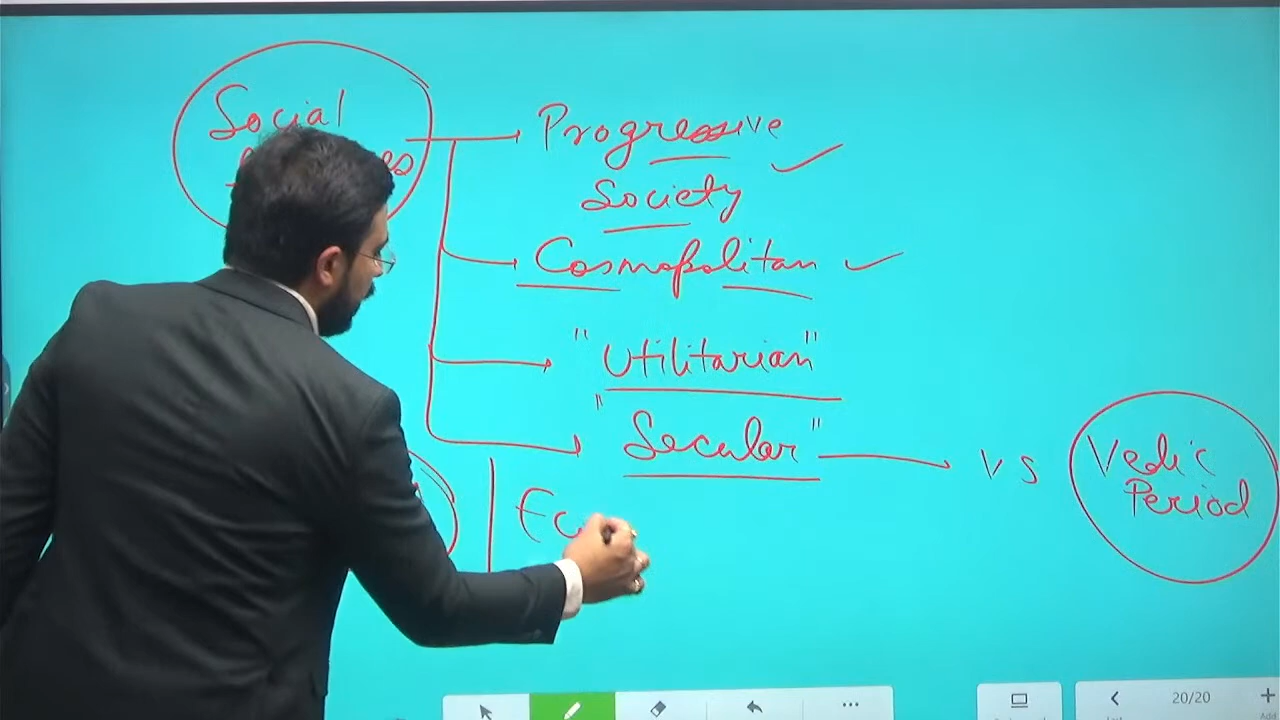 Social
Progressive
Society
Cosmopolitan
"Utilitarian"
"Secular" vs Vedic
Period
20/20